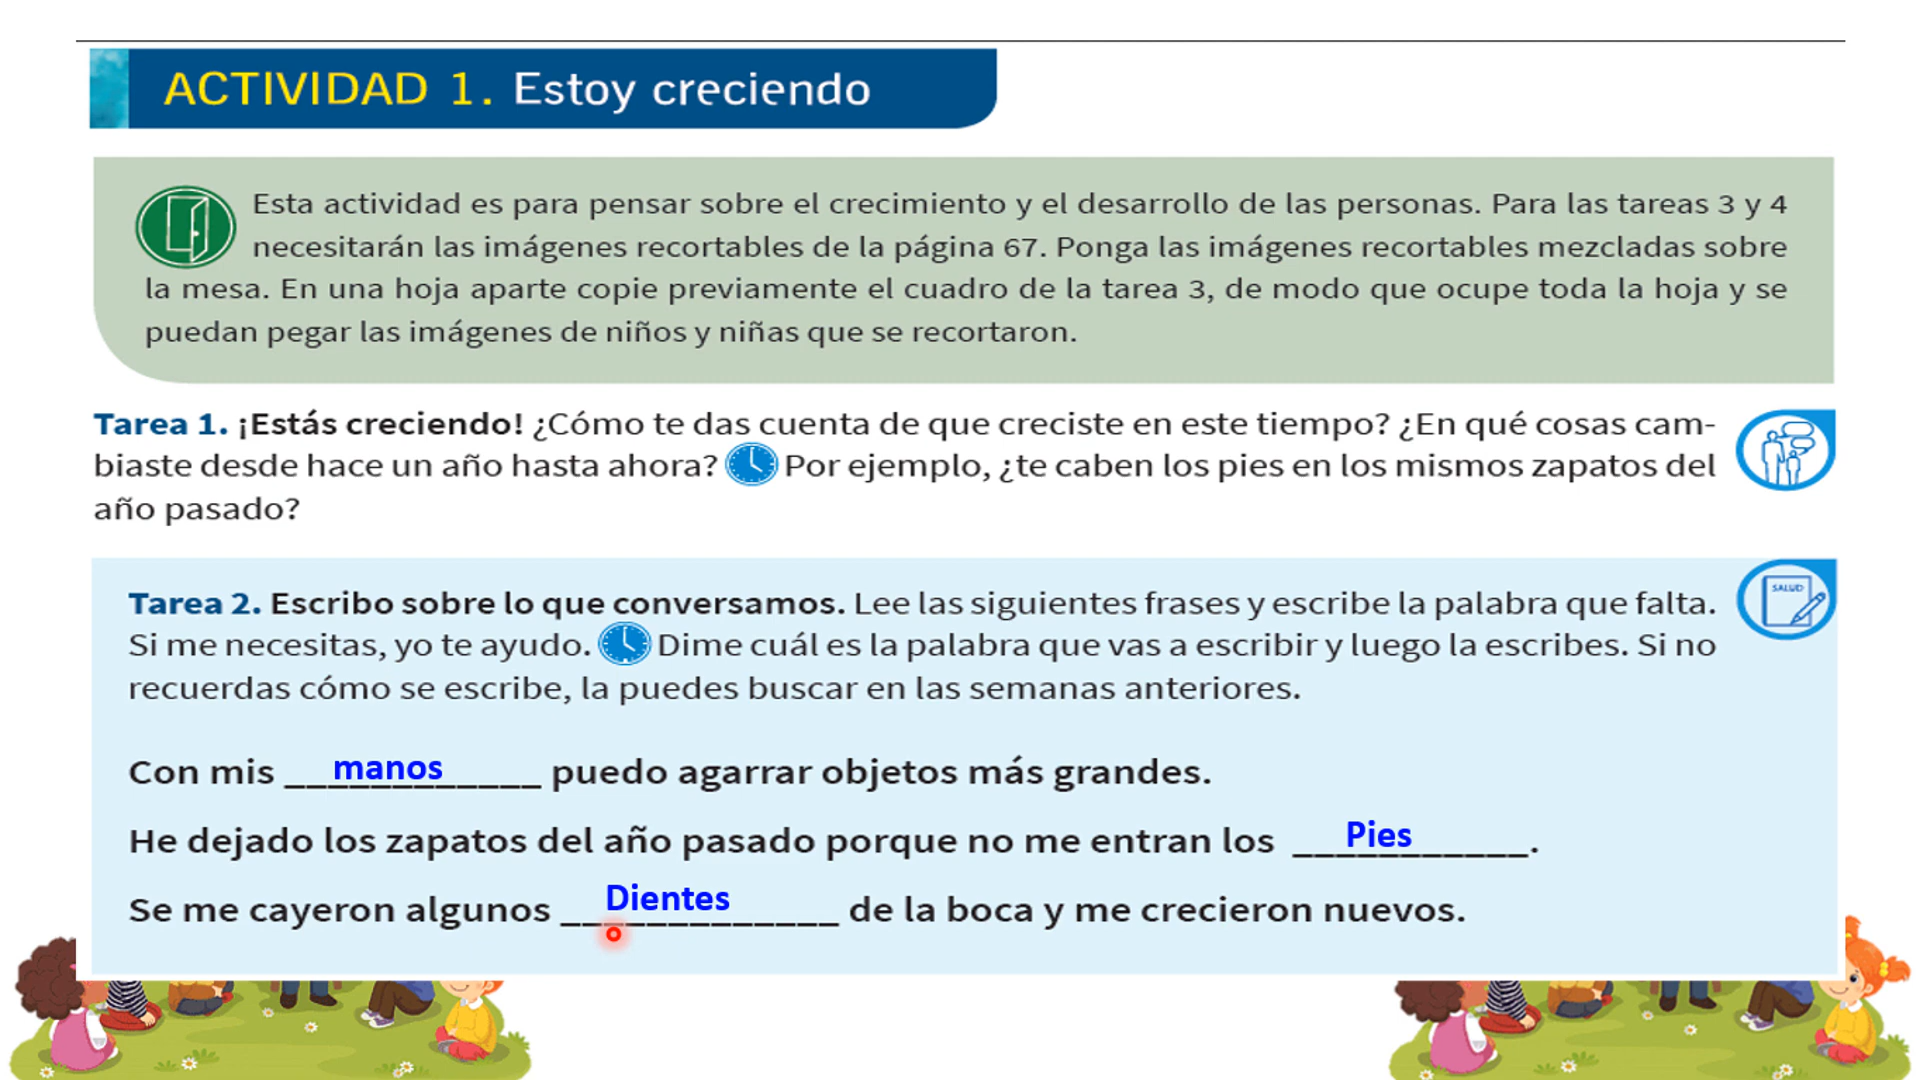 ACTIVIDAD 1. Estoy creciendo
Esta actividad es para pensar sobre el crecimiento y el desarrollo de las personas. Para las tareas 3 y 4
necesitarán las imágenes recortables de la página 67. Ponga las imágenes recortables mezcladas sobre
la mesa. En una hoja aparte copie previamente el cuadro de la tarea 3, de modo que ocupe toda la hoja y se
puedan pegar las imágenes de niños y niñas que se recortaron.
Tarea 1. ¡Estás creciendo! ¿Cómo te das cuenta de que creciste en este tiempo? ¿En qué cosas cam-
biaste desde hace un año hasta ahora? Por ejemplo, ¿te caben los pies en los mismos zapatos del
año pasado?
SALUD
Tarea 2. Escribo sobre lo que conversamos. Lee las siguientes frases y escribe la palabra que falta.
Si me necesitas, yo te ayudo. Dime cuál es la palabra que vas a escribir y luego la escribes. Si no
recuerdas cómo se escribe, la puedes buscar en las semanas anteriores.
Con mis manos puedo agarrar objetos más grandes.
He dejado los zapatos del año pasado porque no me entran los Pies.
Se me cayeron algunos Dientes de la boca y me crecieron nuevos.